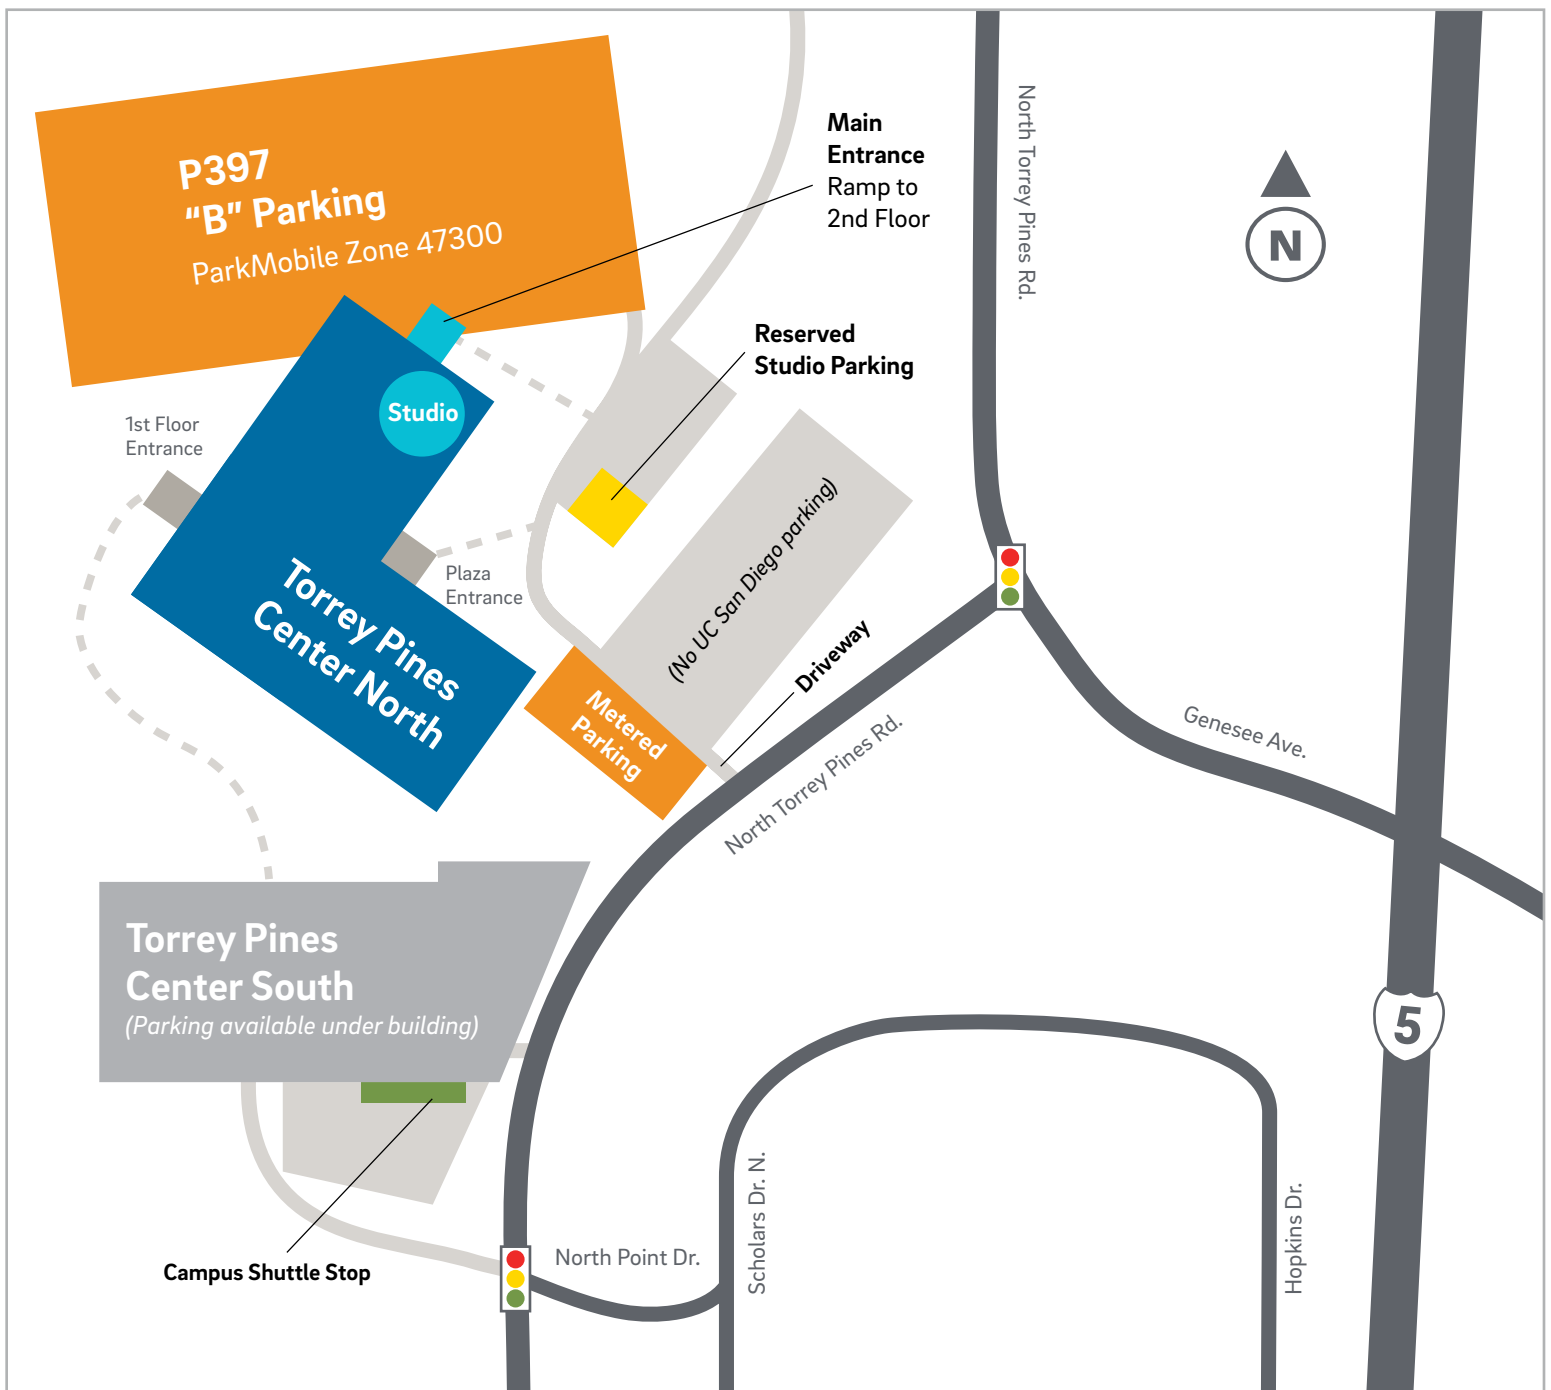 P397
“B” Parking
ParkMobile Zone 47300
Main
Entrance
Ramp to
2nd Floor
North Torrey Pines Rd.
N
Reserved
Studio Parking
Studio
1st Floor
Entrance
Plaza
Entrance
Torrey Pines
Center North
(No UC San Diego parking)
Driveway
Metered
Parking
North Torrey Pines Rd.
Genesee Ave.
Torrey Pines
Center South
(Parking available under building)
5
Campus Shuttle Stop
North Point Dr.
Scholars Dr. N.
Hopkins Dr.